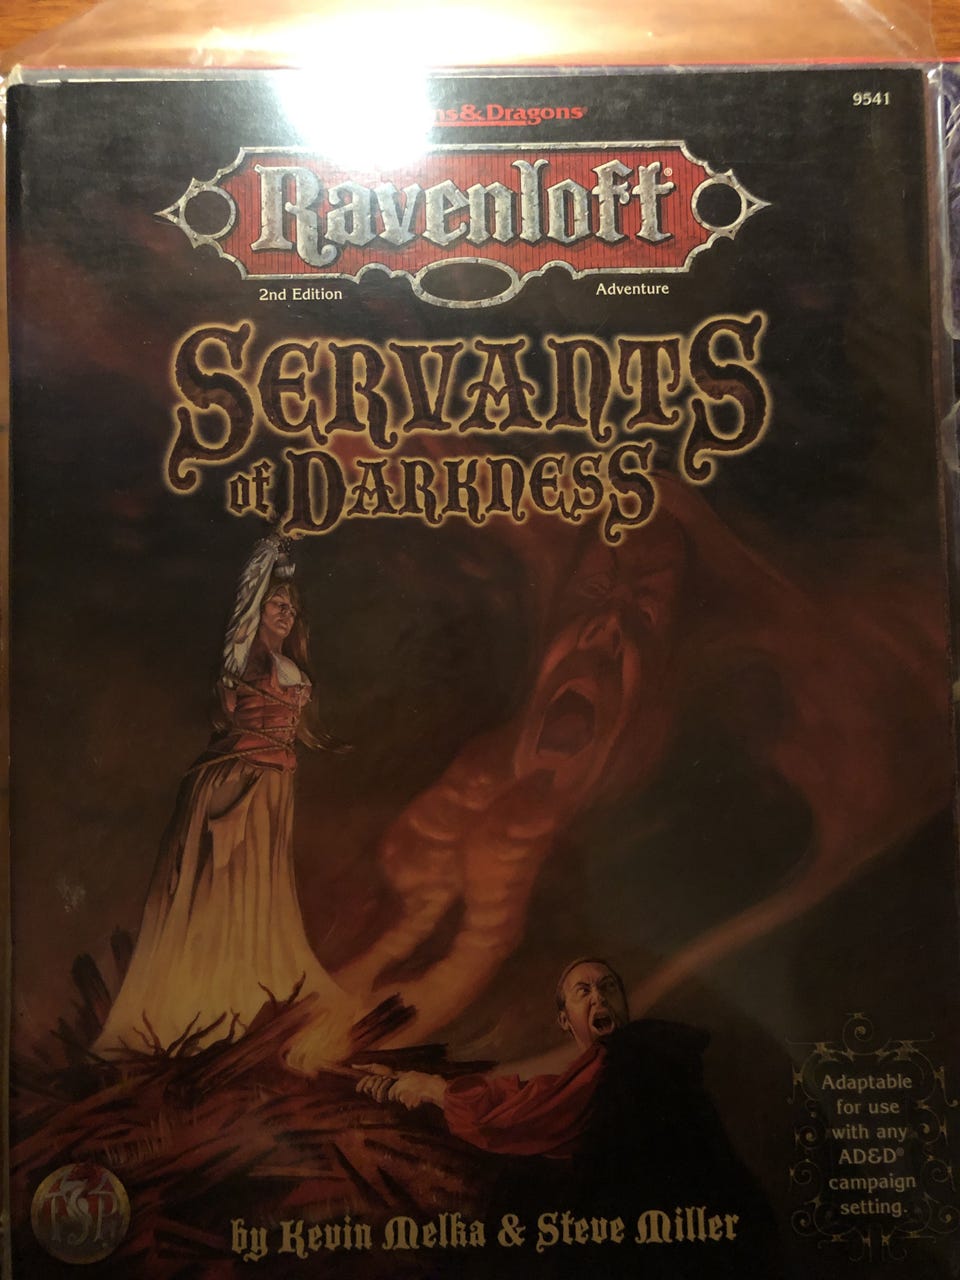 9541
& Dragons®
Ravenloft®
2nd Edition Adventure
SERVANTS
of DARKNESS
Adaptable
for use
with any
AD&D®
campaign
setting.
TSR
by Kevin Melka & Steve Miller